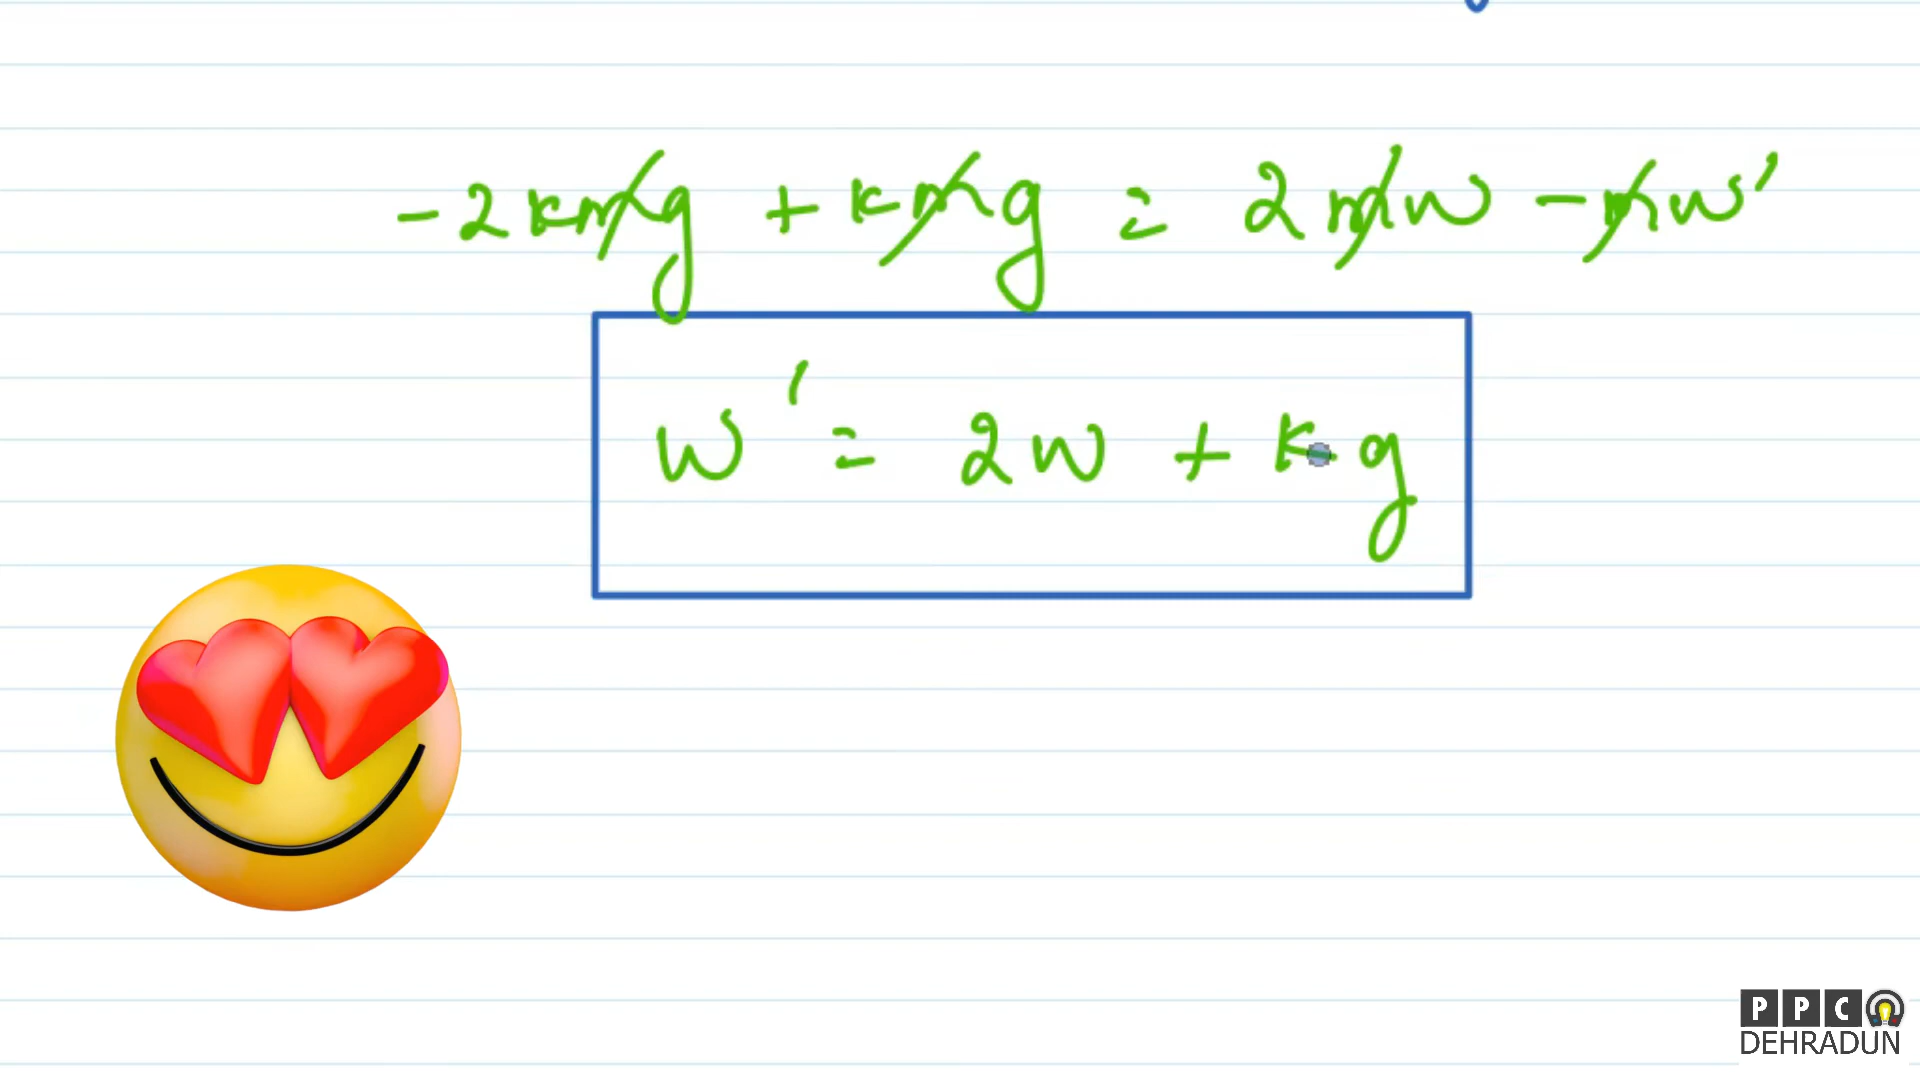 -2kmg + kmg = 2mw - mw'
w' = 2w + kg
PPC
DEHRADUN